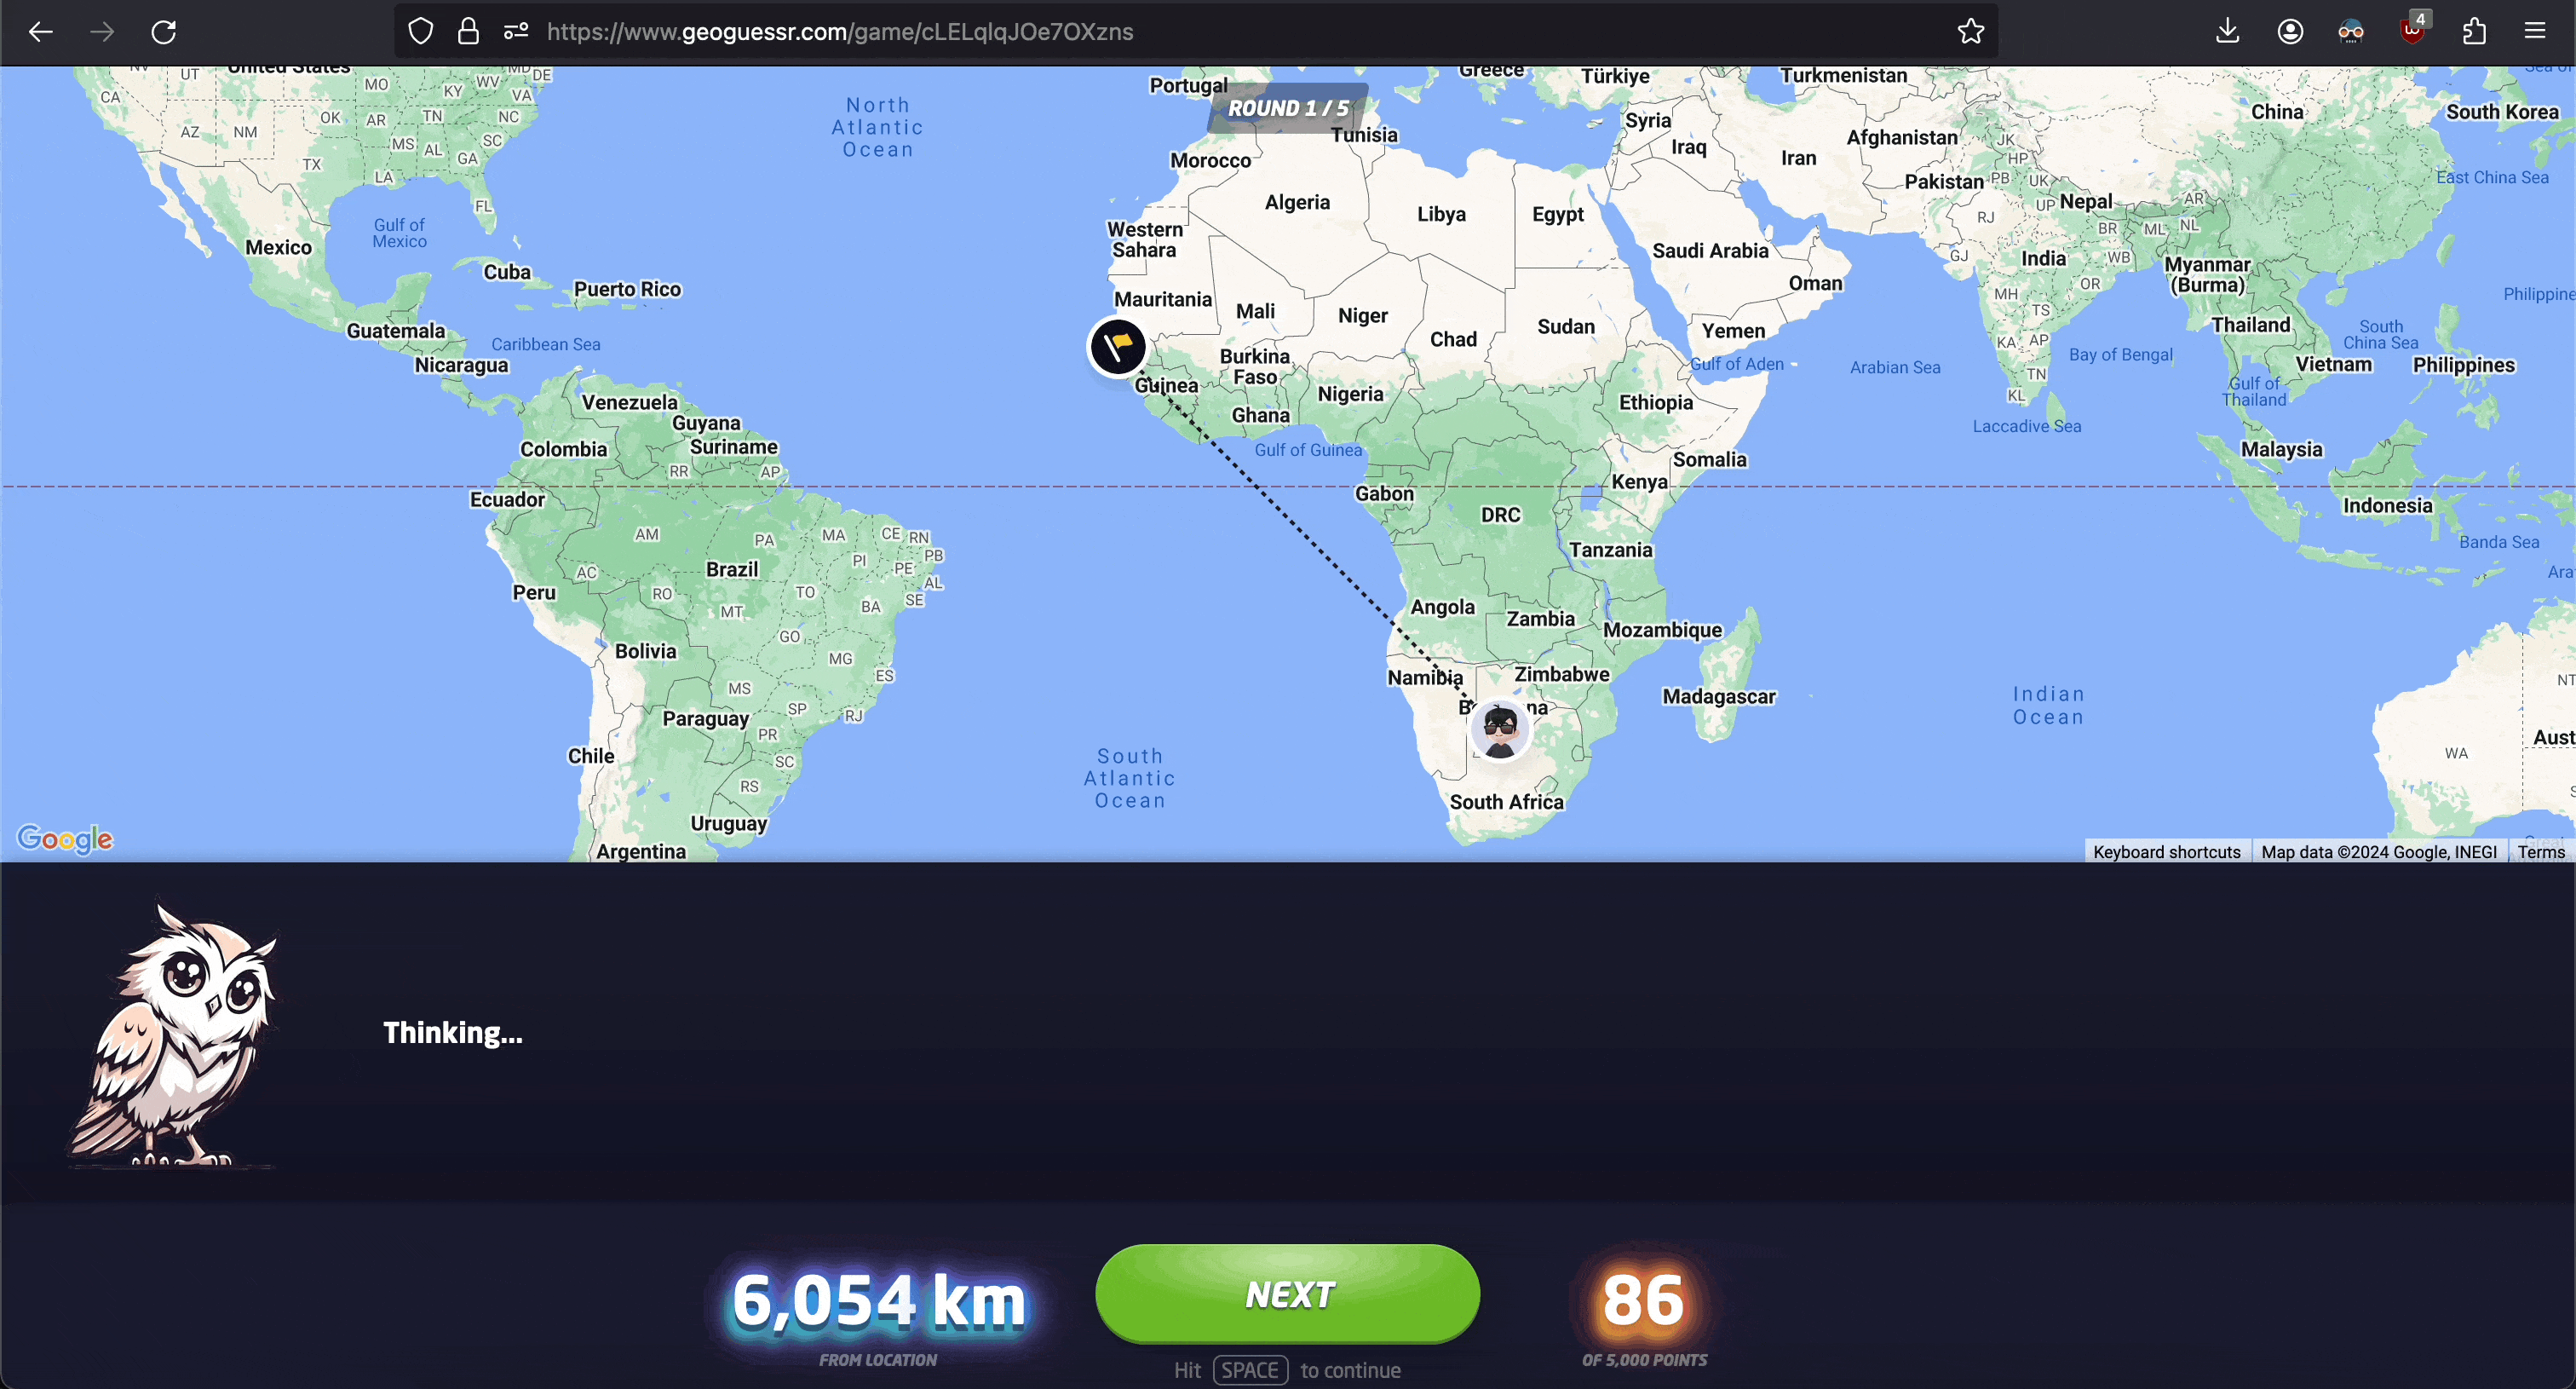 https://www.geoguessr.com/game/cLELqlqJOe7OXzns
4
ROUND 1 / 5
United States
NV
UT
CA
AZ
NM
MO
KY
WV
MD
DE
VA
OK
AR
TN
NC
MS
AL
SC
GA
TX
LA
FL
North
Atlantic
Ocean
Gulf of
Mexico
Mexico
Cuba
Puerto Rico
Guatemala
Caribbean Sea
Nicaragua
Venezuela
Guyana
Colombia
Suriname
RR
AP
Ecuador
AM
PA
MA
CE
RN
PB
PI
PE
AL
Brazil
AC
SE
Peru
RO
TO
BA
MT
GO
Bolivia
MG
ES
MS
SP
RJ
Paraguay
PR
Chile
SC
RS
Uruguay
Argentina
South
Atlantic
Ocean
Portugal
Greece
Türkiye
Turkmenistan
Tunisia
Syria
Morocco
Iraq
Iran
Afghanistan
Algeria
Libya
Egypt
Pakistan
Western
Sahara
Saudi Arabia
Oman
Mauritania
Mali
Niger
Chad
Sudan
Yemen
Burkina
Faso
Gulf of Aden
Arabian Sea
Guinea
Nigeria
Ethiopia
Ghana
Gulf of Guinea
Somalia
Kenya
Gabon
DRC
Tanzania
Angola
Zambia
Mozambique
Namibia
Zimbabwe
Madagascar
South Africa
Indian
Ocean
China
South Korea
JK
HP
PB
UK
UP
Nepal
AR
East China Sea
RJ
BR
ML
NL
GJ
India
WB
Myanmar
(Burma)
OR
MH
TS
Thailand
South
China Sea
KA
AP
Bay of Bengal
Vietnam
Philippines
TN
Gulf of
Thailand
KL
Laccadive Sea
Malaysia
Indonesia
Banda Sea
NT
WA
Google
Keyboard shortcuts
Map data ©2024 Google, INEGI
Terms
Thinking...
6,054 km
FROM LOCATION
NEXT
Hit SPACE to continue
86
OF 5,000 POINTS